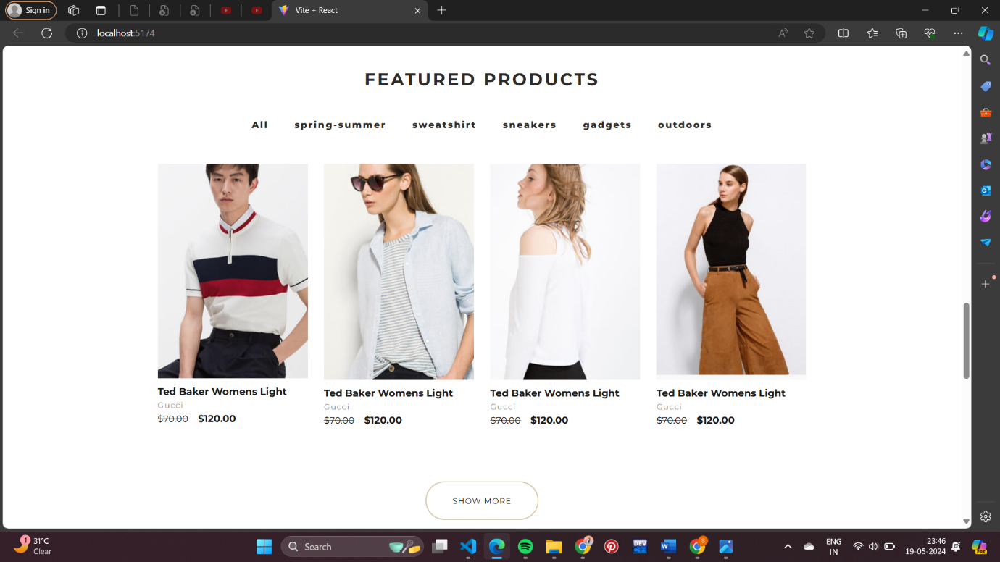 Sign in
Vite + React
localhost:5174
FEATURED PRODUCTS
All spring-summer sweatshirt sneakers gadgets outdoors
Ted Baker Womens Light
Gucci
$70.00 $120.00
Ted Baker Womens Light
Gucci
$70.00 $120.00
Ted Baker Womens Light
Gucci
$70.00 $120.00
Ted Baker Womens Light
Gucci
$70.00 $120.00
SHOW MORE
1
31°C
Clear
Search
DEV
ENG
IN
23:46
19-05-2024
PRE